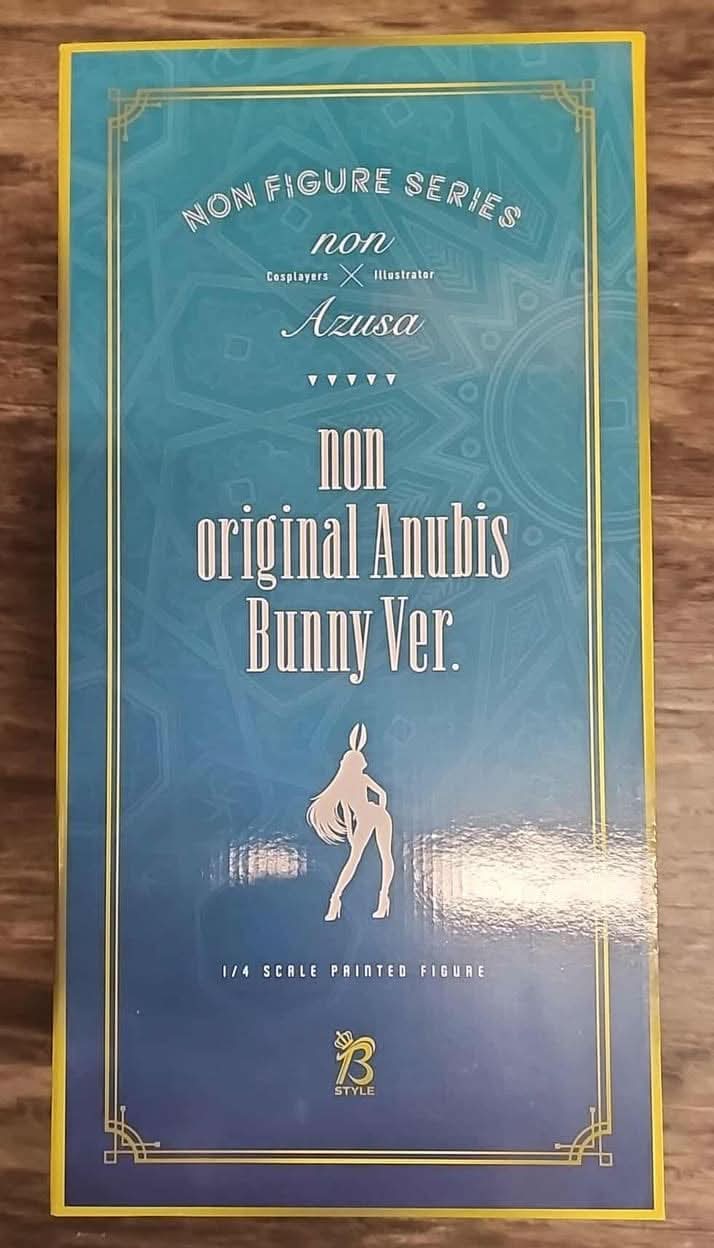 NON FIGURE SERIES
non
Cosplayers × Illustrator
Azusa
non
original Anubis
Bunny Ver.
1/4 SCALE PAINTED FIGURE
B
STYLE